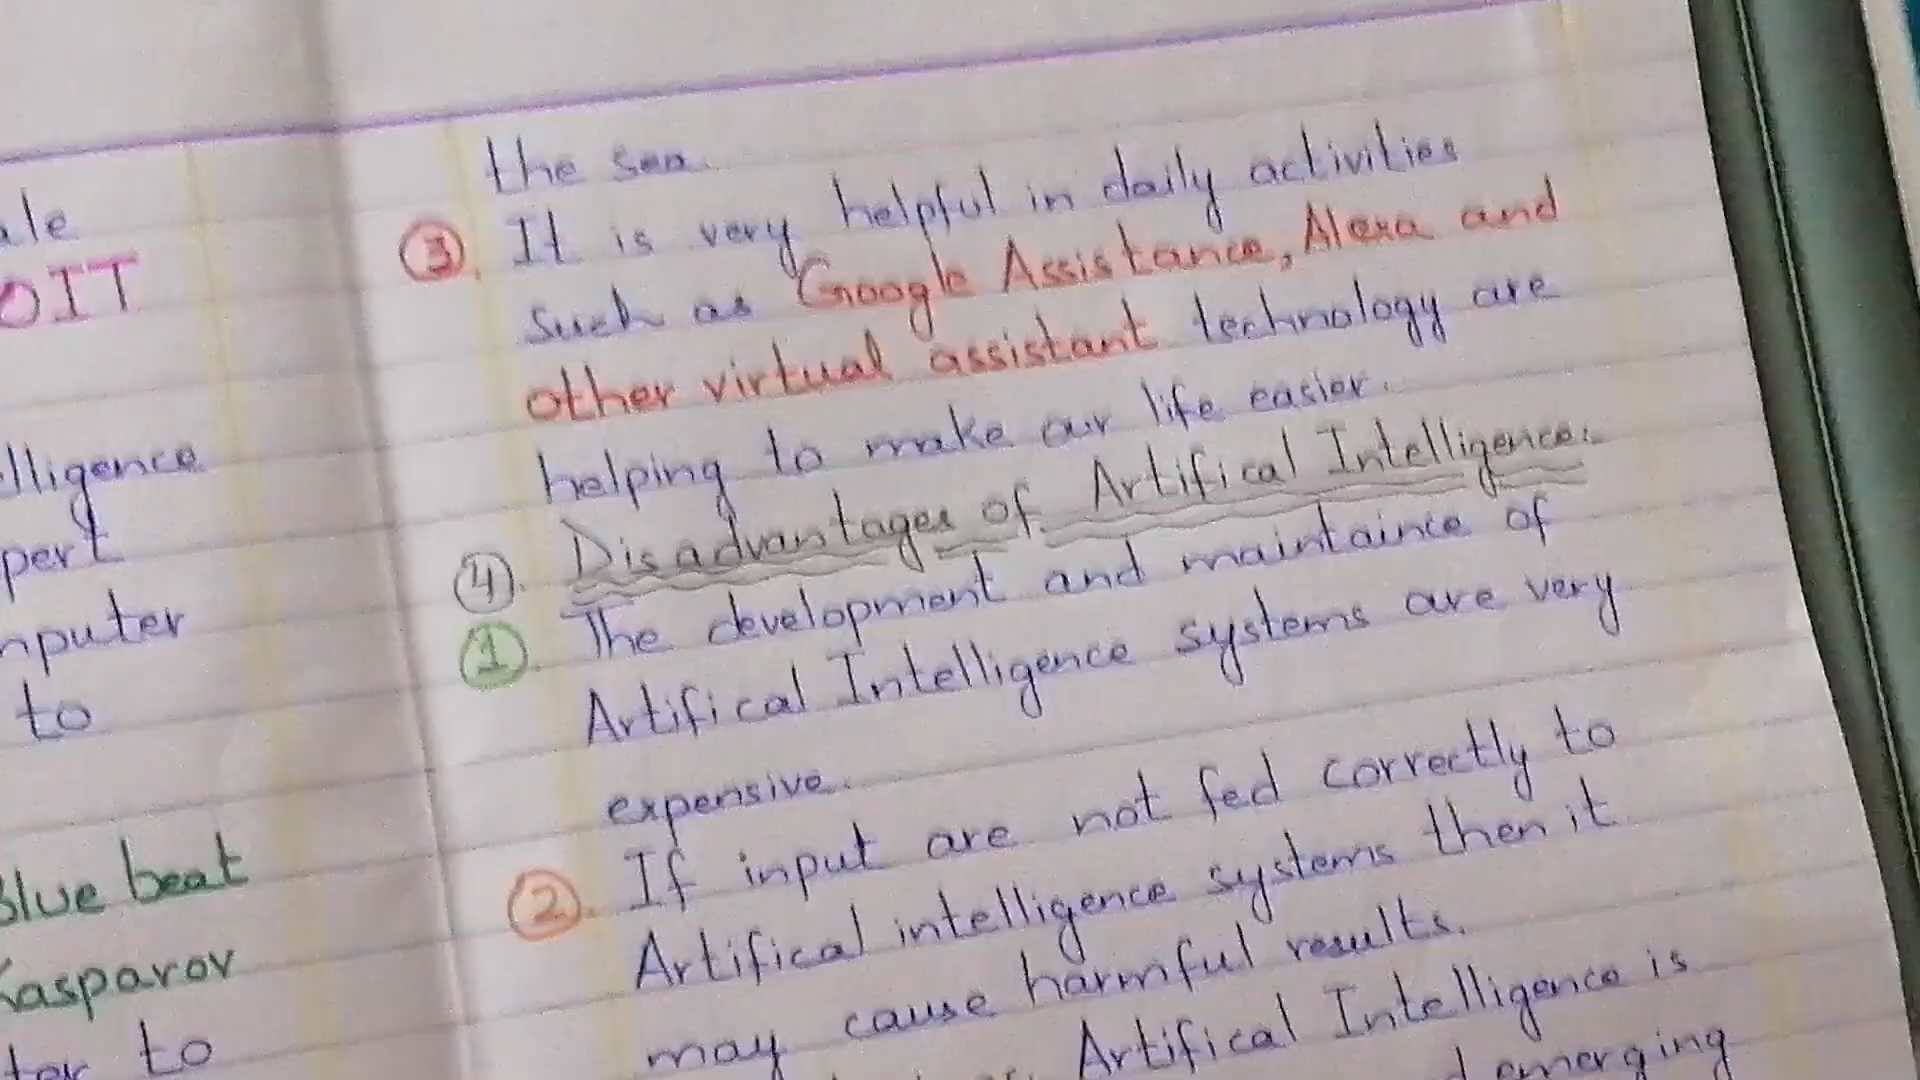 ale
OIT
elligence
pert
mputer
to
Blue beat
Kasparov
ter to
the sea.
3. It is very helpful in daily activities
such as Google Assistance, Alexa and
other virtual assistant technology are
helping to make our life easier.
4. Disadvantages of Artifical Intelligence:
1. The development and maintaince of
Artifical Intelligence systems are very
expensive.
2. If input are not fed correctly to
Artifical intelligence systems then it
may cause harmful results.
Artifical Intelligence is
emerging